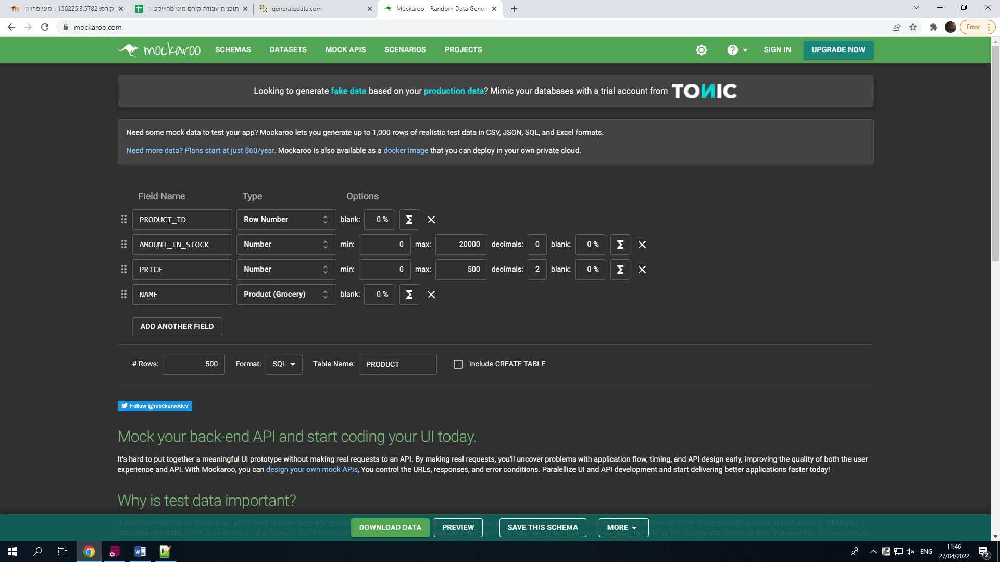 קורס: 150225.3.5782 - מיני פרויק
תוכנית עבודה קורס מיני פרוייקט ב
generatedata.com
Mockaroo - Random Data Gener
mockaroo.com
Error
mockaroo
SCHEMAS
DATASETS
MOCK APIS
SCENARIOS
PROJECTS
SIGN IN
UPGRADE NOW
Looking to generate fake data based on your production data? Mimic your databases with a trial account from TONIC
Need some mock data to test your app? Mockaroo lets you generate up to 1,000 rows of realistic test data in CSV, JSON, SQL, and Excel formats.
Need more data? Plans start at just $60/year. Mockaroo is also available as a docker image that you can deploy in your own private cloud.
Field Name Type Options
PRODUCT_ID Row Number blank: 0 % Σ
AMOUNT_IN_STOCK Number min: 0 max: 20000 decimals: 0 blank: 0 % Σ
PRICE Number min: 0 max: 500 decimals: 2 blank: 0 % Σ
NAME Product (Grocery) blank: 0 % Σ
ADD ANOTHER FIELD
# Rows: 500 Format: SQL Table Name: PRODUCT include CREATE TABLE
Follow @mockaroodev
Mock your back-end API and start coding your UI today.
It's hard to put together a meaningful UI prototype without making real requests to an API. By making real requests, you'll uncover problems with application flow, timing, and API design early, improving the quality of both the user
experience and API. With Mockaroo, you can design your own mock APIs, You control the URLs, responses, and error conditions. Paralellize UI and API development and start delivering better applications faster today!
Why is test data important?
If you're developing an application, you'll want to make sure you're test
have an army of users banging away at your app and filling your
database with data, which puts stress on your code. If you're hand-ente
up the volume and variety of data that your app will accumulate
DOWNLOAD DATA
PREVIEW
SAVE THIS SCHEMA
MORE
ENG
11:46
27/04/2022
2